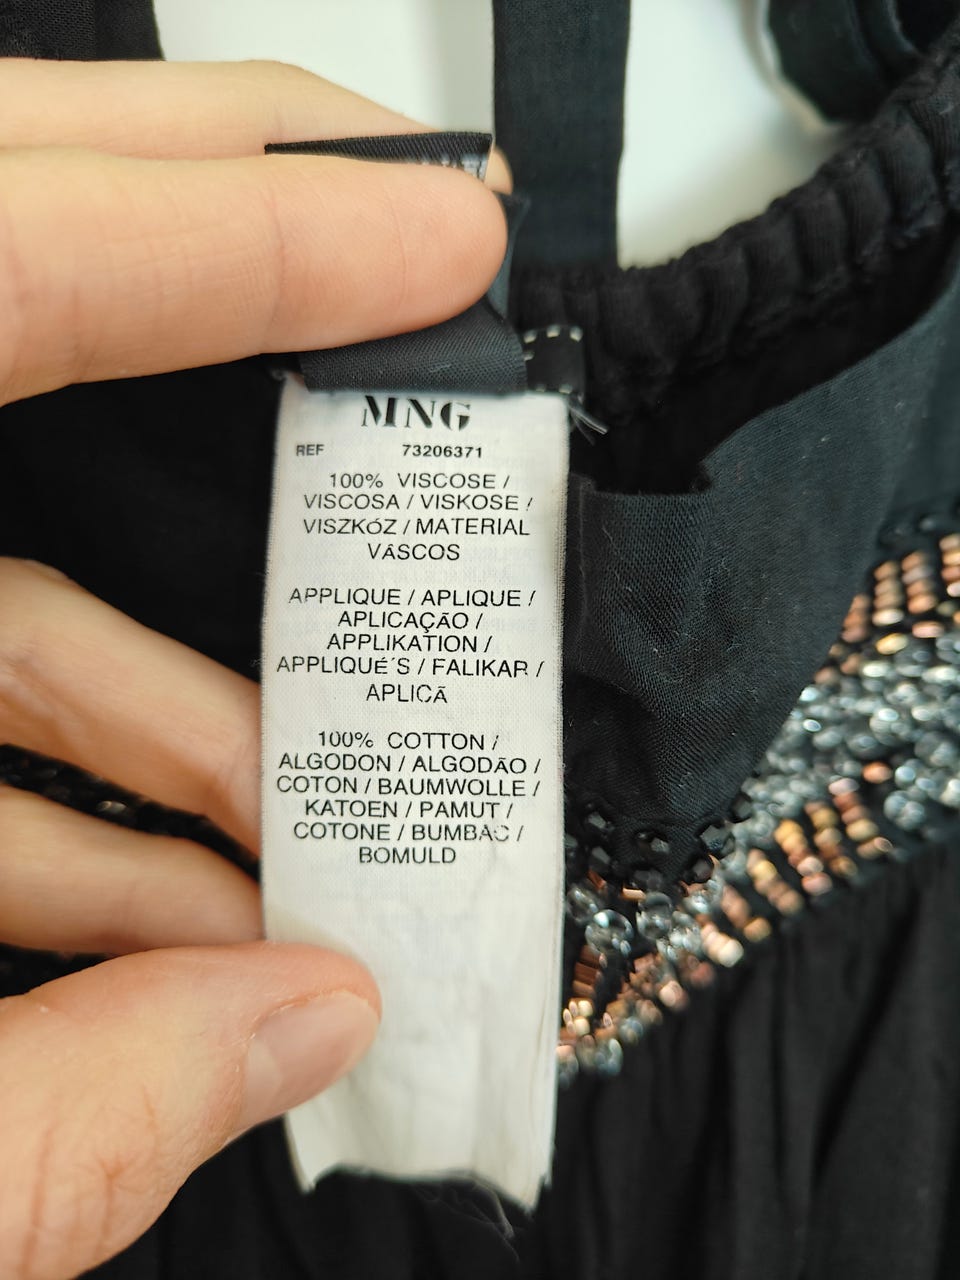 MNG
REF 73206371
100% VISCOSE /
VISCOSA / VISKOSE /
VISZKÓZ / MATERIAL
VÂSCOS
APPLIQUE / APLIQUE /
APLICAÇÃO /
APPLIKATION /
APPLIQUÉ´S / FALIKAR /
APLICÃ
100% COTTON /
ALGODON / ALGODÃO /
COTON / BAUMWOLLE /
KATOEN / PAMUT /
COTONE / BUMBAC /
BOMULD